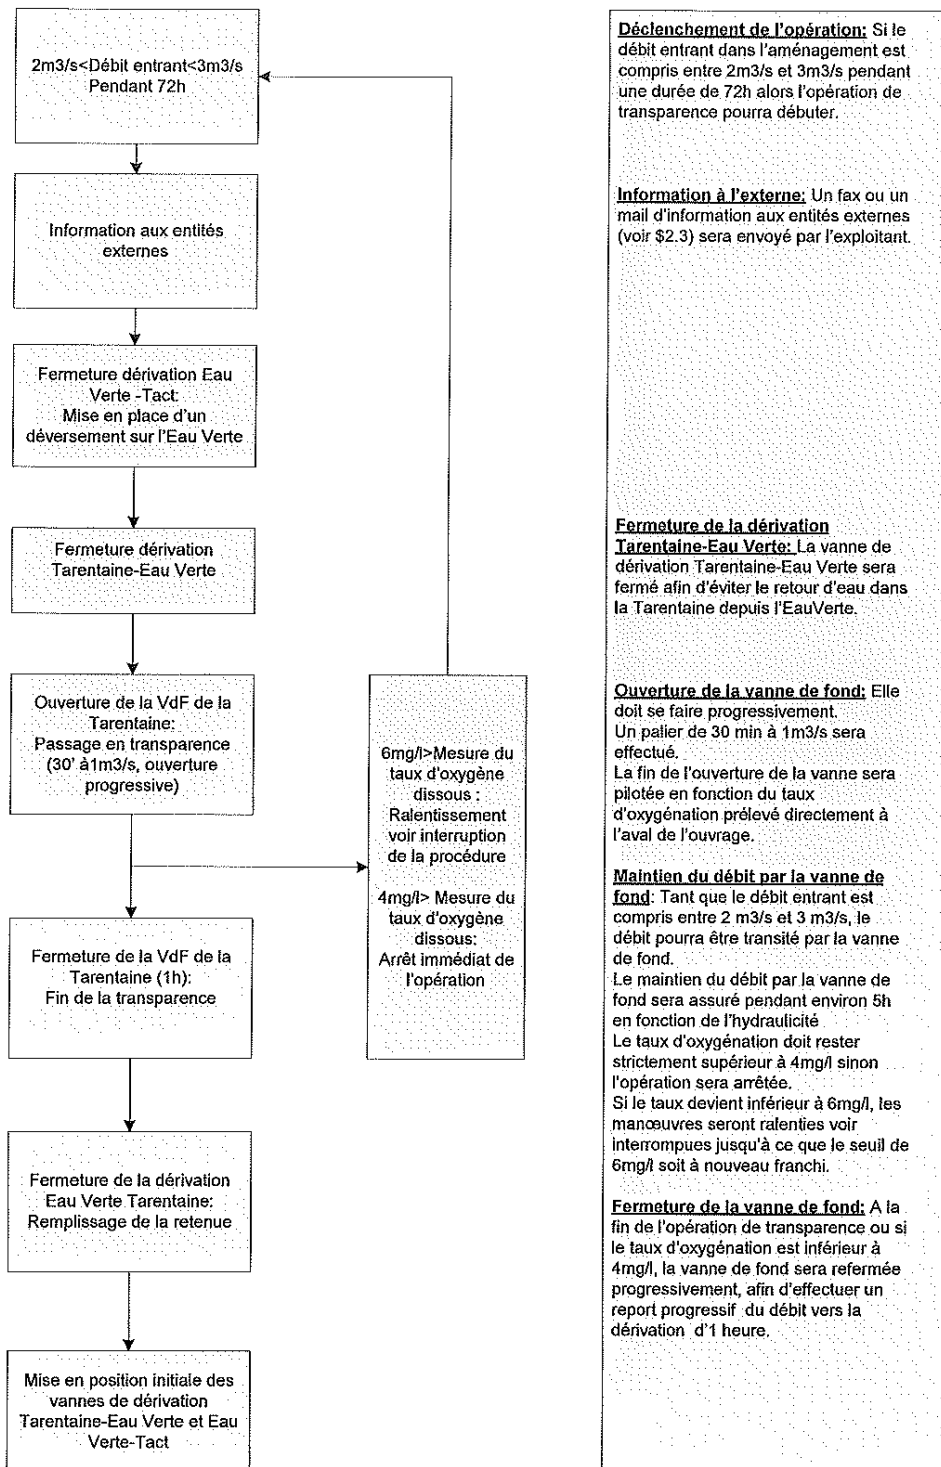 2m3/s<Débit entrant<3m3/s
Pendant 72h
Information aux entités
externes
Fermeture dérivation Eau
Verte -Tact:
Mise en place d'un
déversement sur l'Eau Verte
Fermeture dérivation
Tarentaine-Eau Verte
Ouverture de la VdF de la
Tarentaine:
Passage en transparence
(30' à1m3/s, ouverture
progressive)
6mg/l>Mesure du
taux d'oxygène
dissous :
Ralentissement
voir interruption
de la procédure
4mg/l> Mesure du
taux d'oxygène
dissous:
Arrêt immédiat de
l'opération
Fermeture de la VdF de la
Tarentaine (1h):
Fin de la transparence
Fermeture de la dérivation
Eau Verte Tarentaine:
Remplissage de la retenue
Mise en position initiale des
vannes de dérivation
Tarentaine-Eau Verte et Eau
Verte-Tact
Déclenchement de l'opération: Si le
débit entrant dans l'aménagement est
compris entre 2m3/s et 3m3/s pendant
une durée de 72h alors l'opération de
transparence pourra débuter.
Information à l'externe: Un fax ou un
mail d'information aux entités externes
(voir $2.3) sera envoyé par l'exploitant.
Fermeture de la dérivation
Tarentaine-Eau Verte: La vanne de
dérivation Tarentaine-Eau Verte sera
fermé afin d'éviter le retour d'eau dans
la Tarentaine depuis l'EauVerte.
Ouverture de la vanne de fond: Elle
doit se faire progressivement.
Un palier de 30 min à 1m3/s sera
effectué.
La fin de l'ouverture de la vanne sera
pilotée en fonction du taux
d'oxygénation prélevé directement à
l'aval de l'ouvrage.
Maintien du débit par la vanne de
fond: Tant que le débit entrant est
compris entre 2 m3/s et 3 m3/s, le
débit pourra être transité par la vanne
de fond.
Le maintien du débit par la vanne de
fond sera assuré pendant environ 5h
en fonction de l'hydraulicité
Le taux d'oxygénation doit rester
strictement supérieur à 4mg/l sinon
l'opération sera arrêtée.
Si le taux devient inférieur à 6mg/l, les
manœuvres seront ralenties voir
interrompues jusqu'à ce que le seuil de
6mg/l soit à nouveau franchi.
Fermeture de la vanne de fond: A la
fin de l'opération de transparence ou si
le taux d'oxygénation est inférieur à
4mg/l, la vanne de fond sera refermée
progressivement, afin d'effectuer un
report progressif du débit vers la
dérivation d'1 heure.